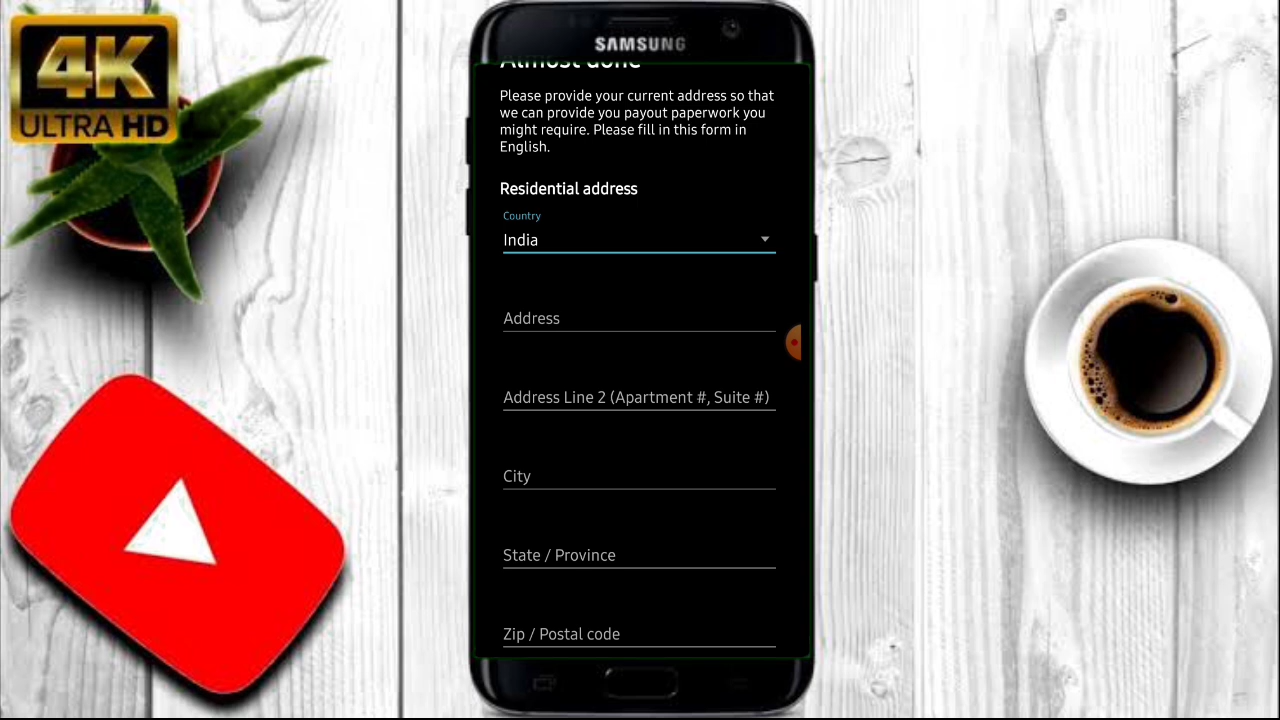 4K
ULTRA HD
SAMSUNG
Almost done
Please provide your current address so that
we can provide you payout paperwork you
might require. Please fill in this form in
English.
Residential address
Country
India
Address
Address Line 2 (Apartment #, Suite #)
City
State / Province
Zip / Postal code